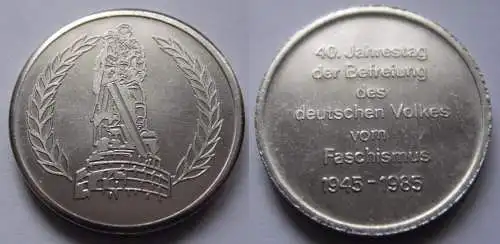 40. Jahrestag
der Befreiung
des
deutschen Volkes
vom
Faschismus
1945-1985